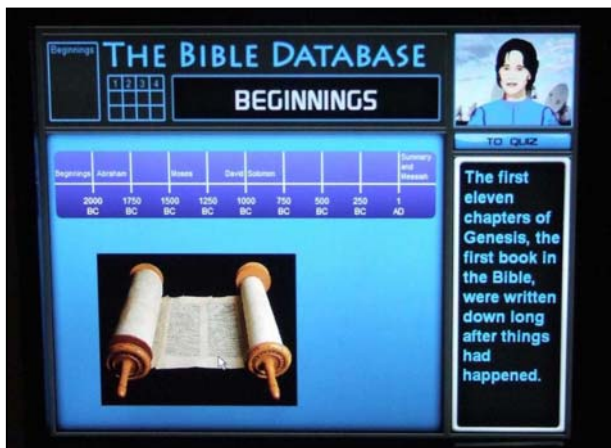 Beginnings
THE BIBLE DATABASE
1 2 3 4
BEGINNINGS
TO QUIZ
Beginnings Abraham Moses David Solomon Summary and Messiah
2000 BC 1750 BC 1500 BC 1250 BC 1000 BC 750 BC 500 BC 250 BC 1 AD
The first
eleven
chapters of
Genesis, the
first book in
the Bible,
were written
down long
after things
had
happened.